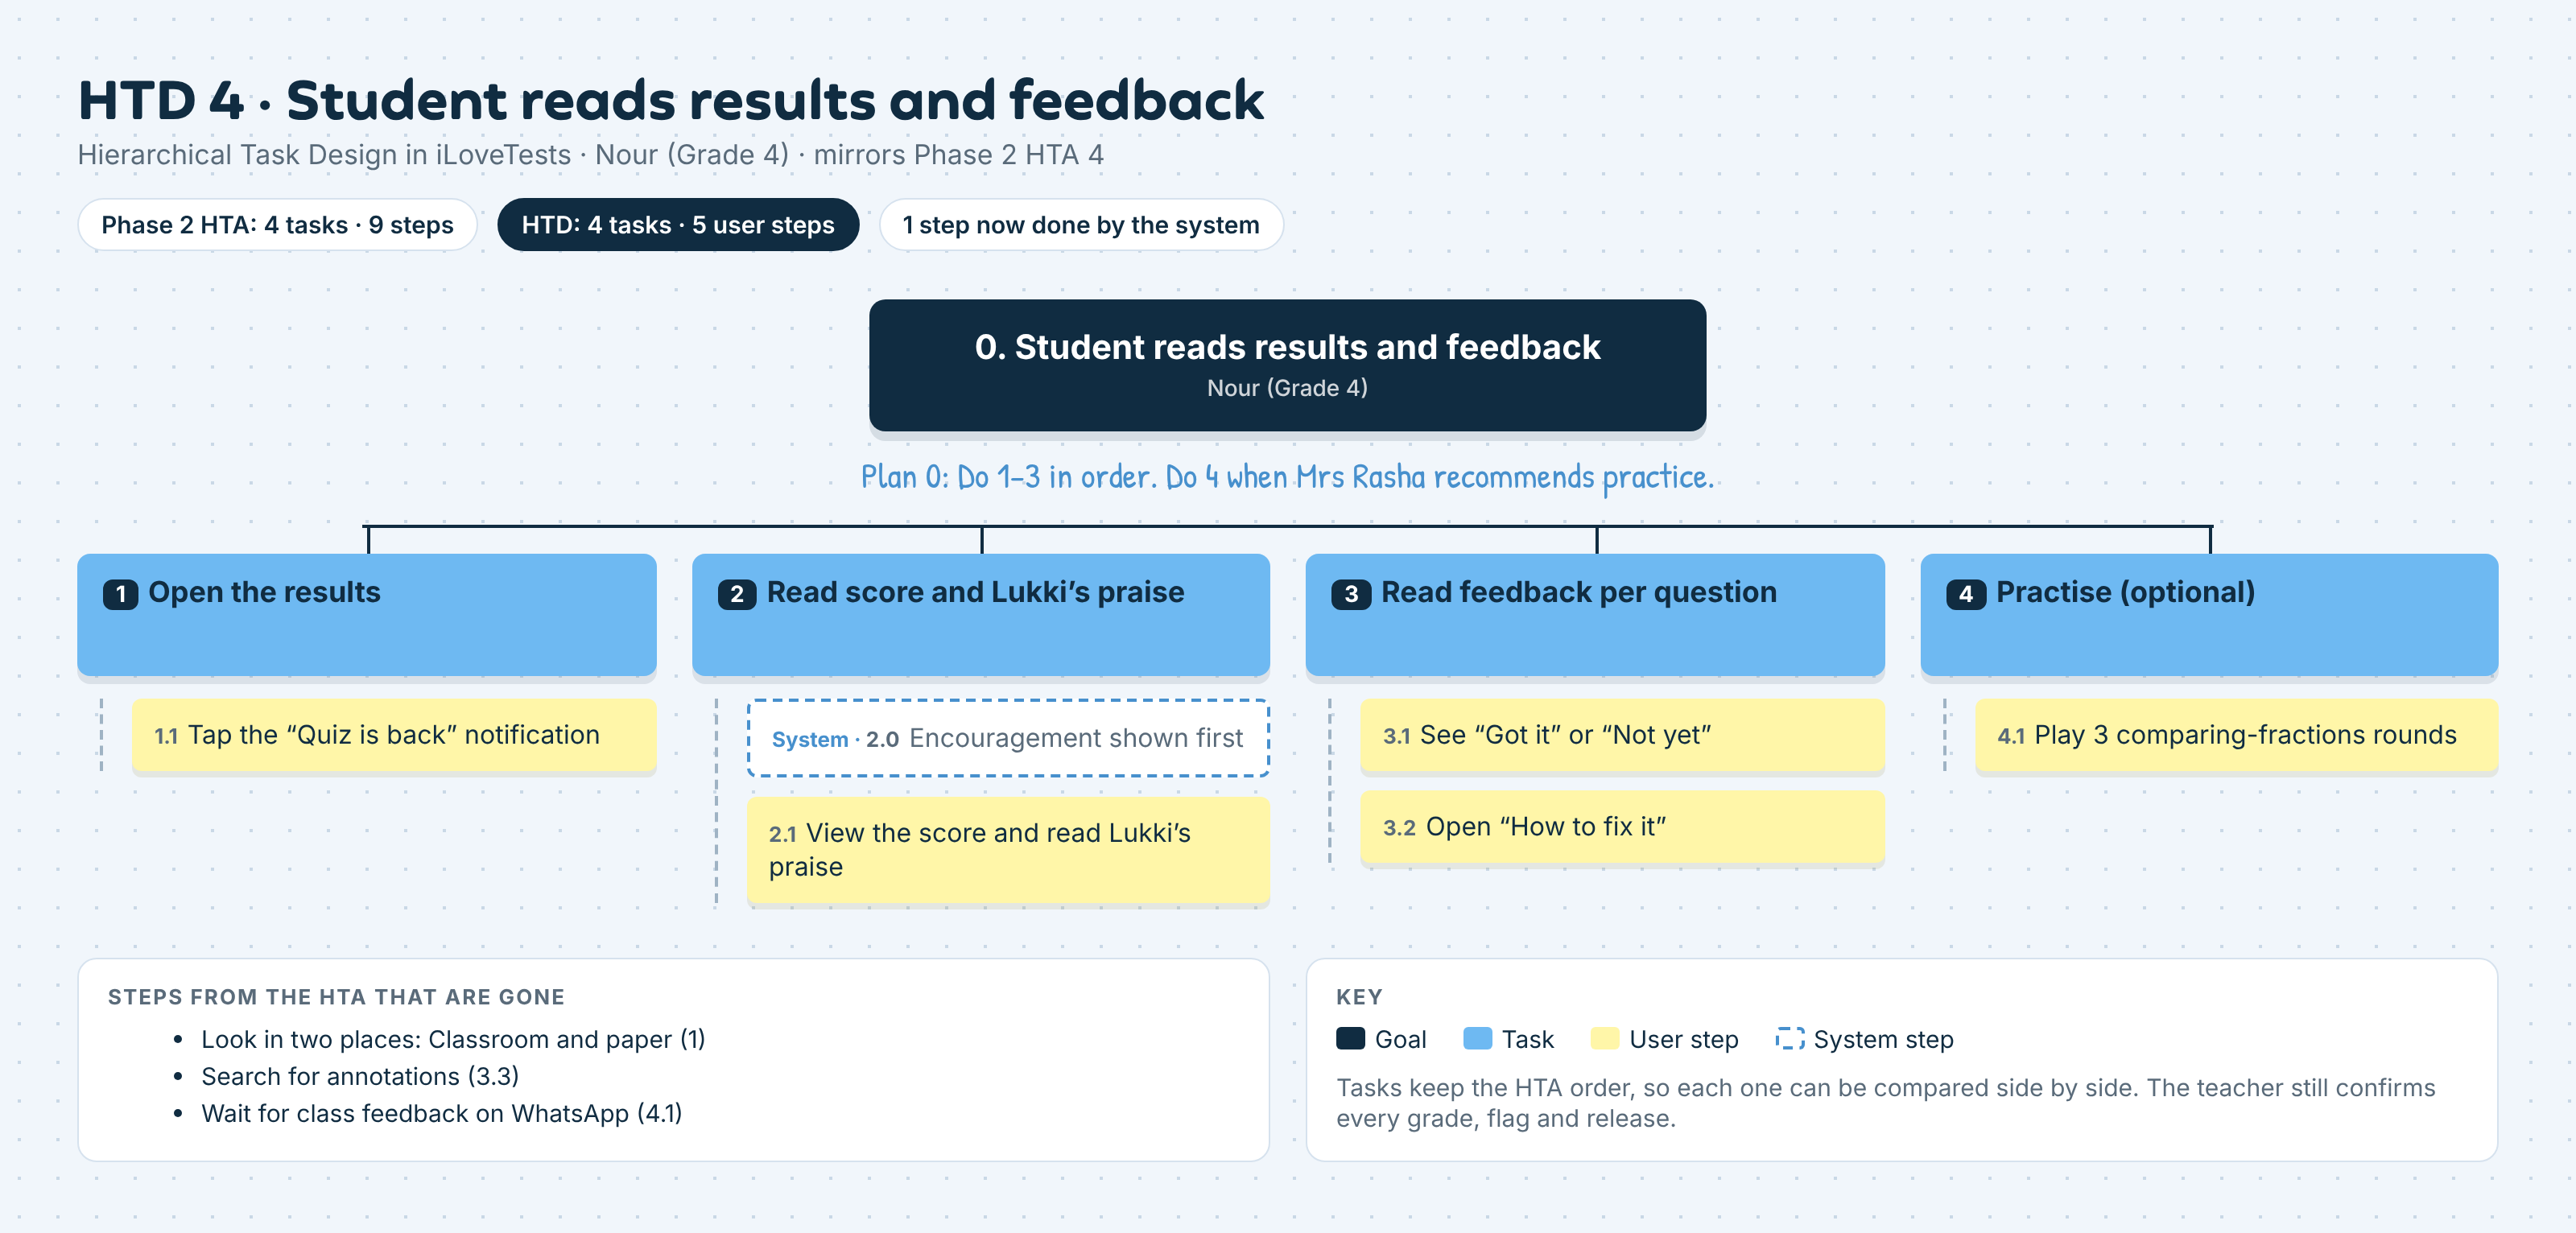 HTD 4 · Student reads results and feedback
Hierarchical Task Design in iLoveTests · Nour (Grade 4) · mirrors Phase 2 HTA 4
Phase 2 HTA: 4 tasks · 9 steps
HTD: 4 tasks · 5 user steps
1 step now done by the system
0. Student reads results and feedback
Nour (Grade 4)
Plan 0: Do 1–3 in order. Do 4 when Mrs Rasha recommends practice.
1 Open the results
1.1 Tap the “Quiz is back” notification
2 Read score and Lukki’s praise
System · 2.0 Encouragement shown first
2.1 View the score and read Lukki’s
praise
3 Read feedback per question
3.1 See “Got it” or “Not yet”
3.2 Open “How to fix it”
4 Practise (optional)
4.1 Play 3 comparing-fractions rounds
STEPS FROM THE HTA THAT ARE GONE
• Look in two places: Classroom and paper (1)
• Search for annotations (3.3)
• Wait for class feedback on WhatsApp (4.1)
KEY
Goal
Task
User step
System step
Tasks keep the HTA order, so each one can be compared side by side. The teacher still confirms
every grade, flag and release.